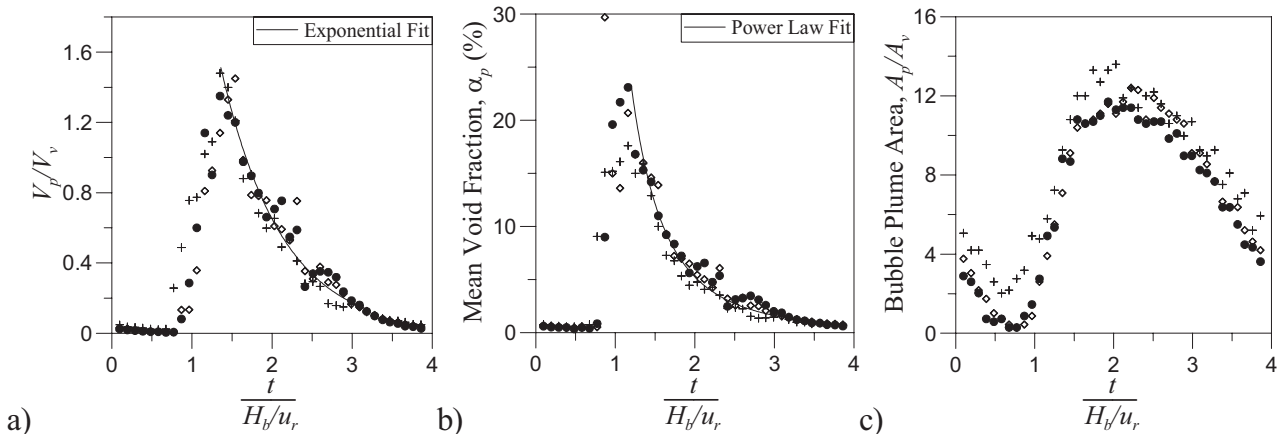 1.6
1.2
0.8
0.4
0
V_p/V_v
Exponential Fit
0 1 2 3 4
t
H_b/u_r
a)
30
20
10
0
Mean Void Fraction, α_p (%)
Power Law Fit
0 1 2 3 4
t
H_b/u_r
b)
16
12
8
4
0
Bubble Plume Area, A_p/A_v
0 1 2 3 4
t
H_b/u_r
c)